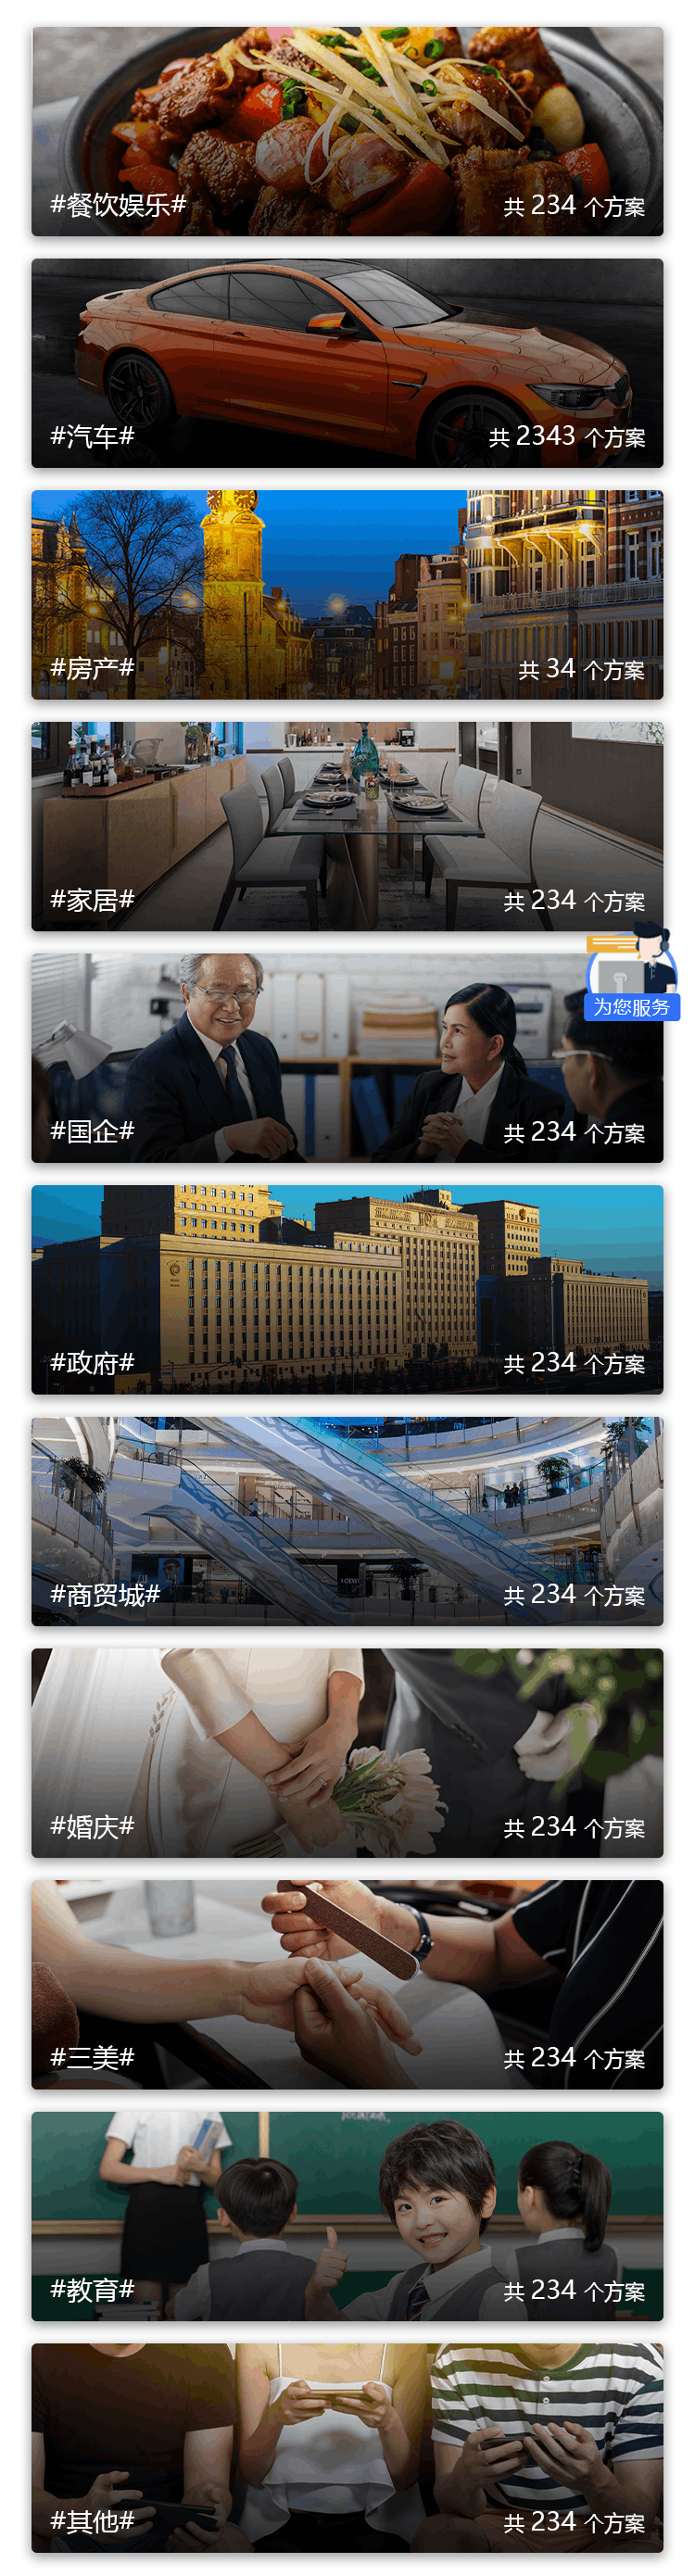 #餐饮娱乐#
共 234 个方案
#汽车#
共 2343 个方案
#房产#
共 34 个方案
#家居#
共 234 个方案
为您服务
#国企#
共 234 个方案
#政府#
共 234 个方案
#商贸城#
共 234 个方案
#婚庆#
共 234 个方案
#三美#
共 234 个方案
#教育#
共 234 个方案
#其他#
共 234 个方案